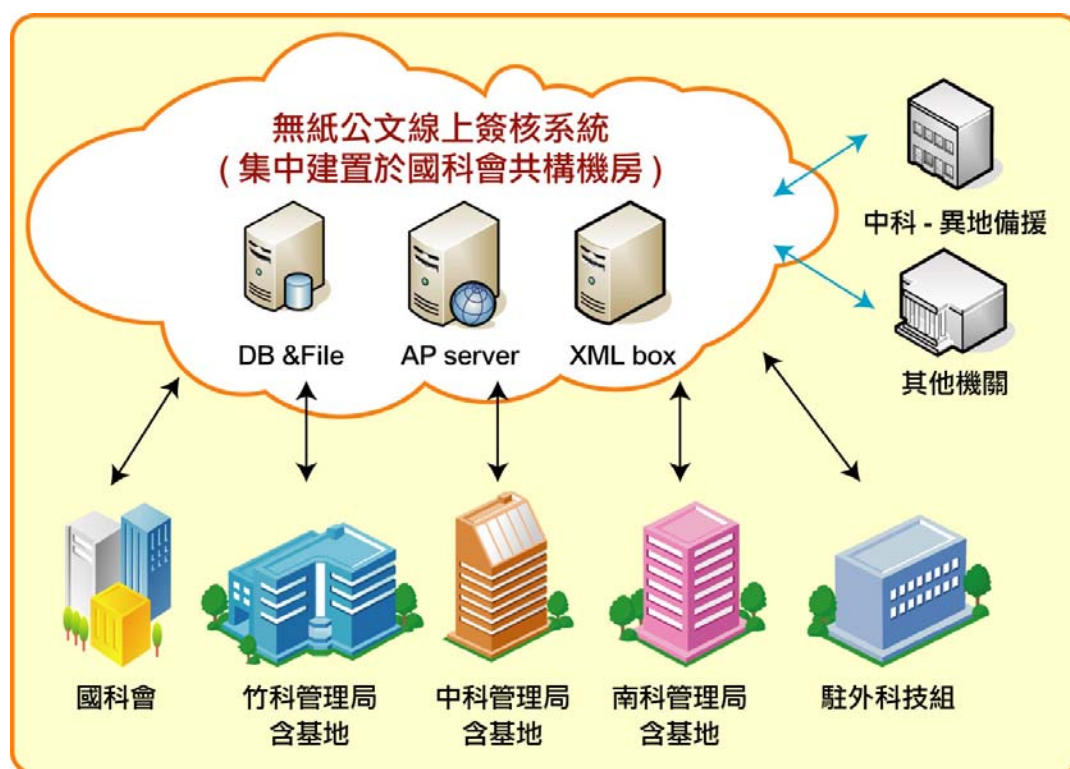 無紙公文線上簽核系統
( 集中建置於國科會共構機房 )
DB &File
AP server
XML box
中科 - 異地備援
其他機關
國科會
竹科管理局
含基地
中科管理局
含基地
南科管理局
含基地
駐外科技組